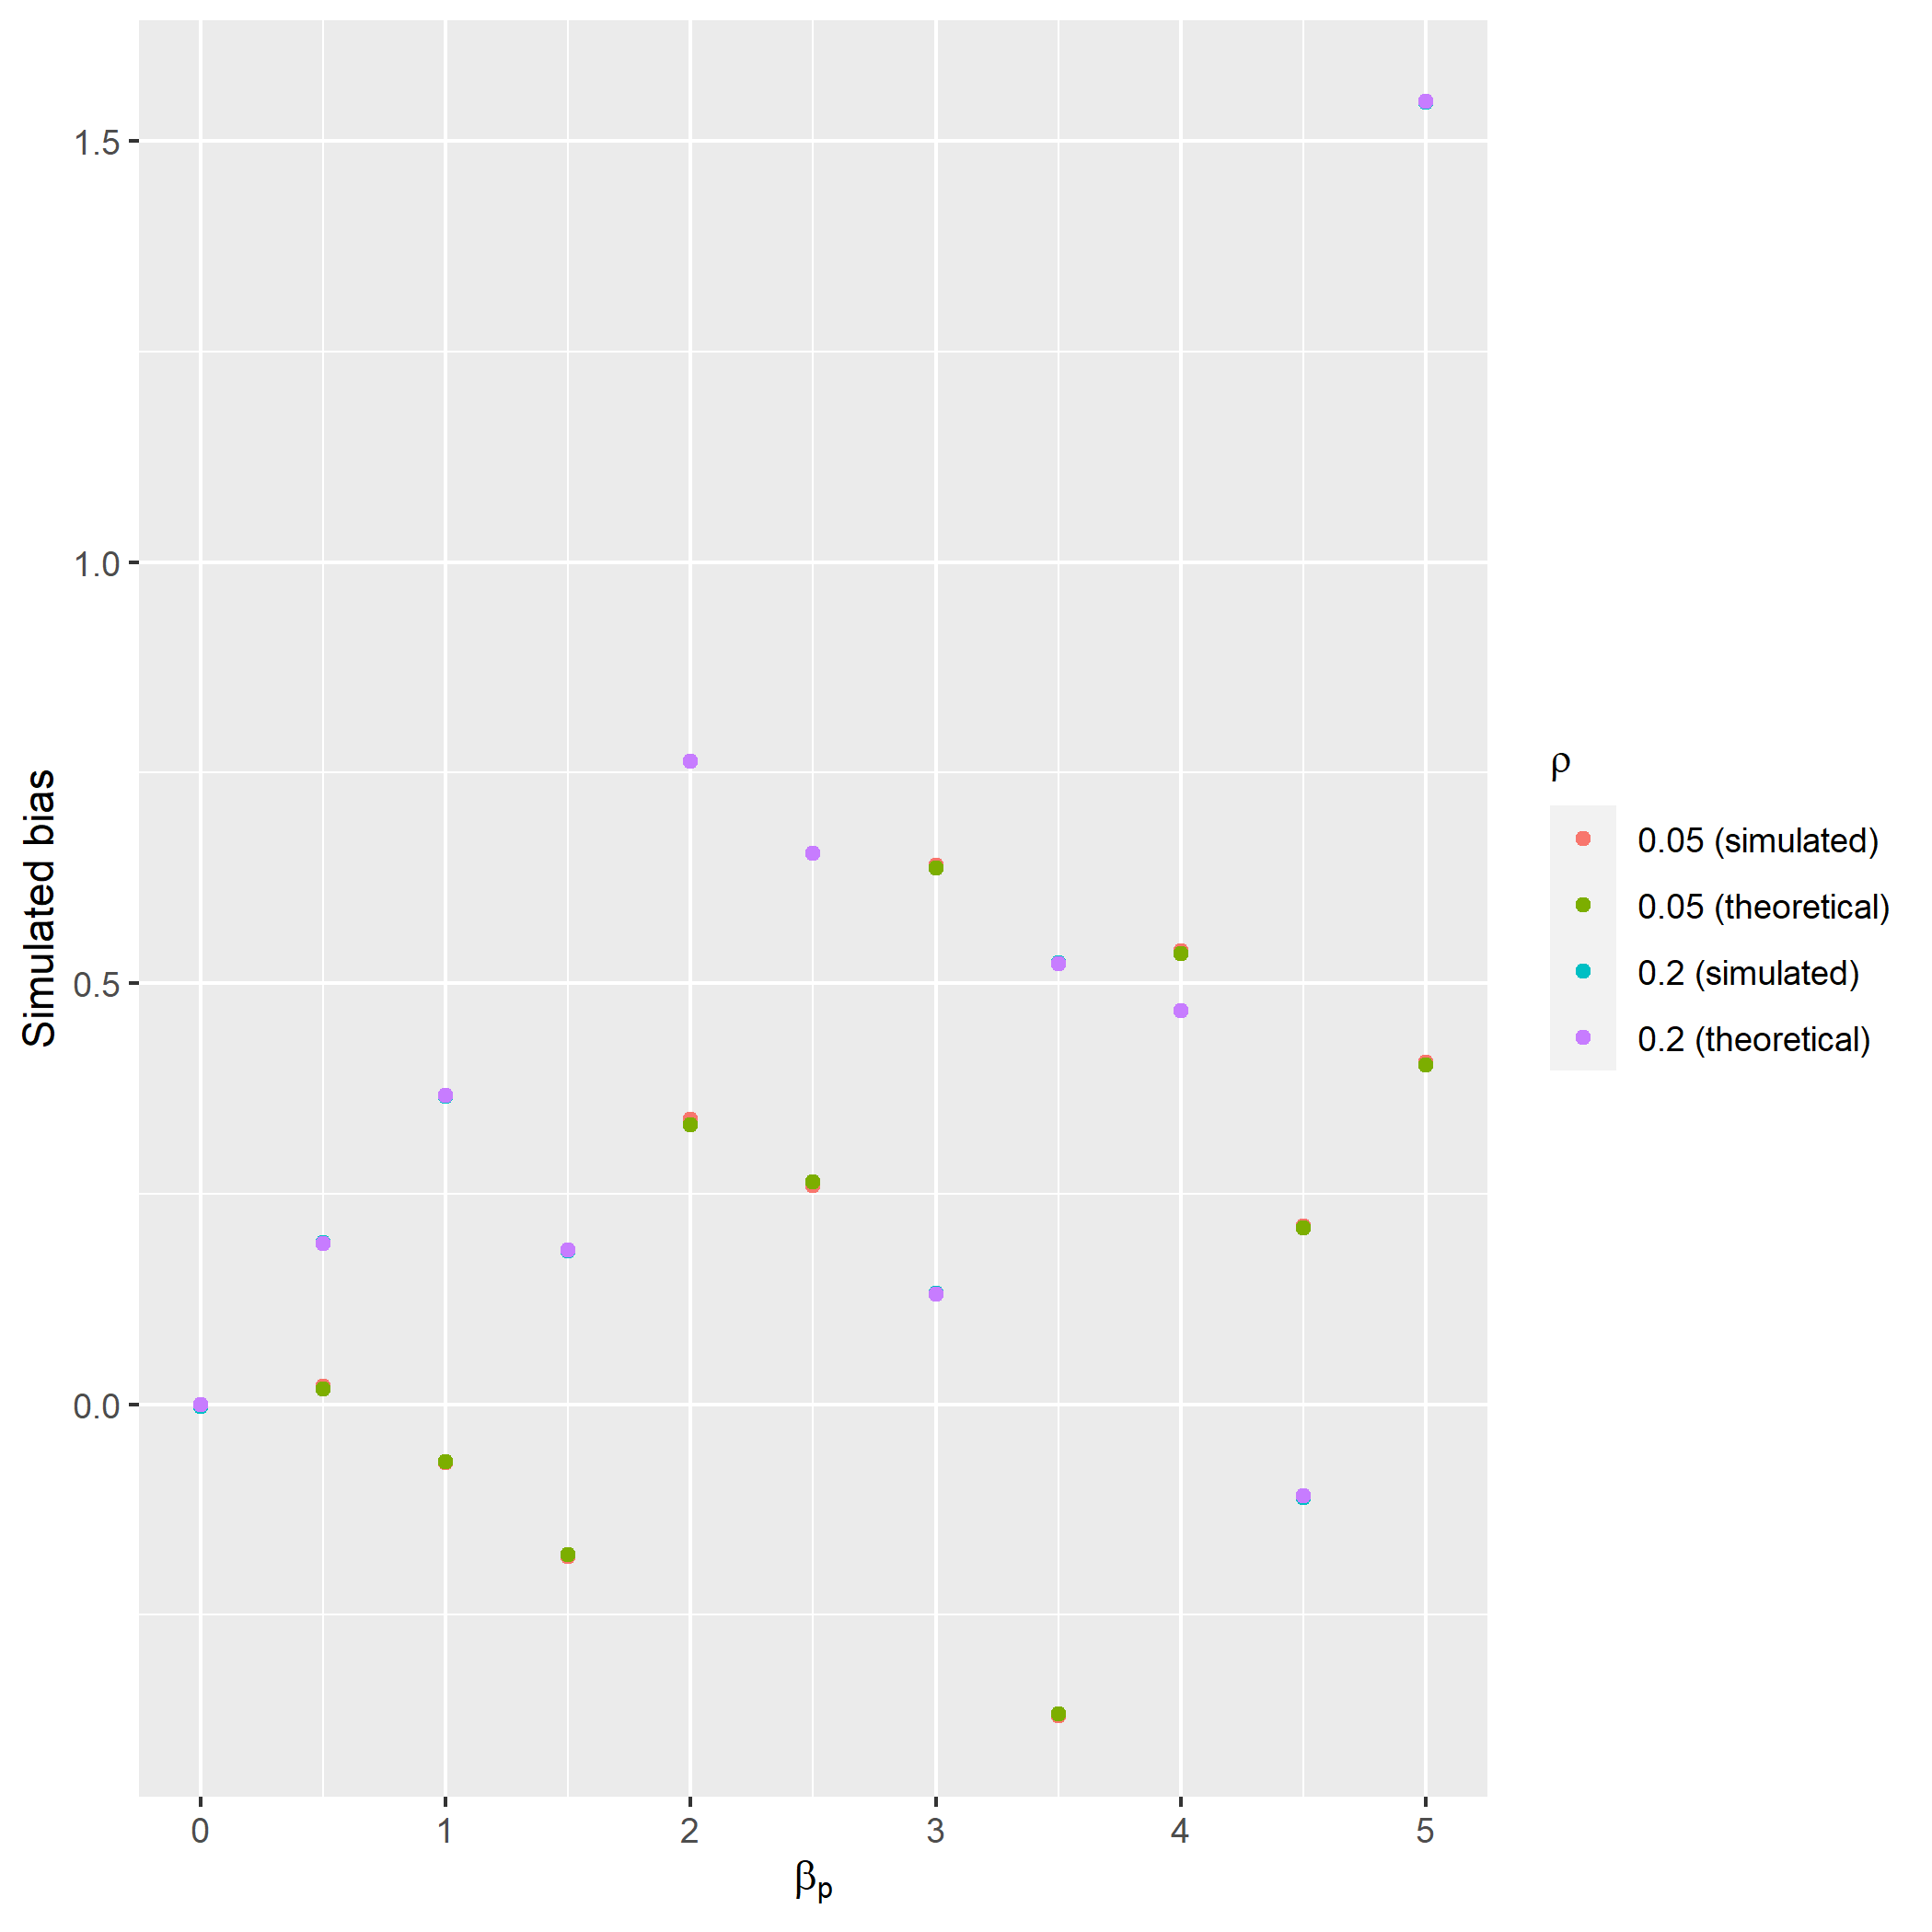 1.5
1.0
0.5
0.0
Simulated bias
0 1 2 3 4 5
βp
ρ
0.05 (simulated)
0.05 (theoretical)
0.2 (simulated)
0.2 (theoretical)